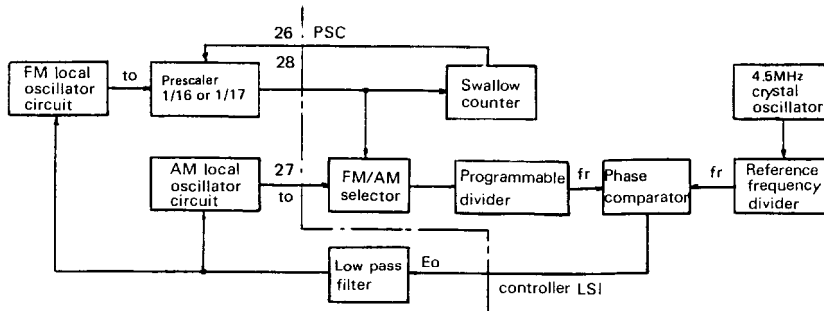 26 PSC
28
FM local
oscillator
circuit
to
Prescaler
1/16 or 1/17
Swallow
counter
4.5MHz
crystal
oscillator
AM local
oscillator
circuit
27
to
FM/AM
selector
Programmable
divider
fr
Phase
comparator
fr
Reference
frequency
divider
Low pass
filter
Eo
controller LSI